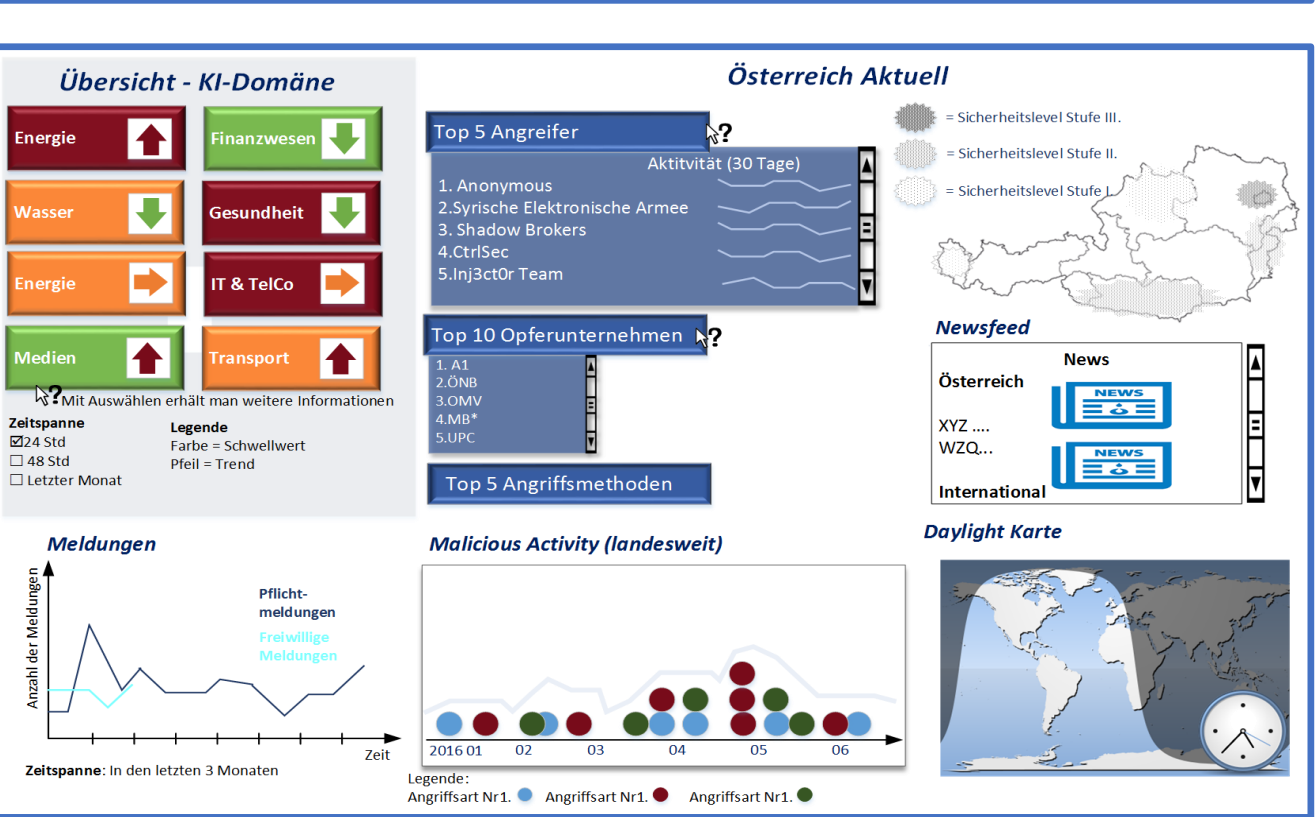 Übersicht - KI-Domäne
Energie
Finanzwesen
Wasser
Gesundheit
Energie
IT & TelCo
Medien
Transport
?
Mit Auswählen erhält man weitere Informationen
Zeitspanne
24 Std
48 Std
Letzter Monat
Legende
Farbe = Schwellwert
Pfeil = Trend
Österreich Aktuell
Top 5 Angreifer
?
Aktitvität (30 Tage)
1. Anonymous
2.Syrische Elektronische Armee
3. Shadow Brokers
4.CtrlSec
5.Inj3ct0r Team
Top 10 Opferunternehmen
?
1. A1
2.ÖNB
3.OMV
4.MB*
5.UPC
Top 5 Angriffsmethoden
= Sicherheitslevel Stufe III.
= Sicherheitslevel Stufe II.
= Sicherheitslevel Stufe I.
Newsfeed
News
Österreich
NEWS
XYZ ....
WZQ...
NEWS
International
Meldungen
Anzahl der Meldungen
Pflicht-
meldungen
Freiwillige
Meldungen
Zeit
Zeitspanne: In den letzten 3 Monaten
Malicious Activity (landesweit)
2016 01 02 03 04 05 06
Legende:
Angriffsart Nr1. Angriffsart Nr1. Angriffsart Nr1.
Daylight Karte